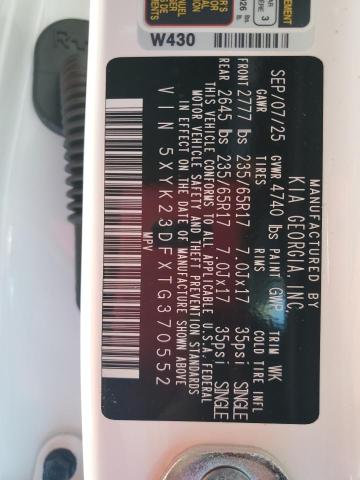 W430
MANUFACTURED BY
KIA GEORGIA, INC.
SEP/07/25 GVWR 4740 lbs PAINT GWP TRIM WK
GAWR TIRES RIMS COLD TIRE INFL
FRONT 2777 lbs 235/65R17 7.0Jx17 35psi SINGLE
REAR 2645 lbs 235/65R17 7.0Jx17 35psi SINGLE
THIS VEHICLE CONFORMS TO ALL APPLICABLE U.S.A. FEDERAL
MOTOR VEHICLE SAFETY AND THEFT PREVENTION STANDARDS
IN EFFECT ON THE DATE OF MANUFACTURE SHOWN ABOVE
MPV
VIN 5XYK23DFXTG370552